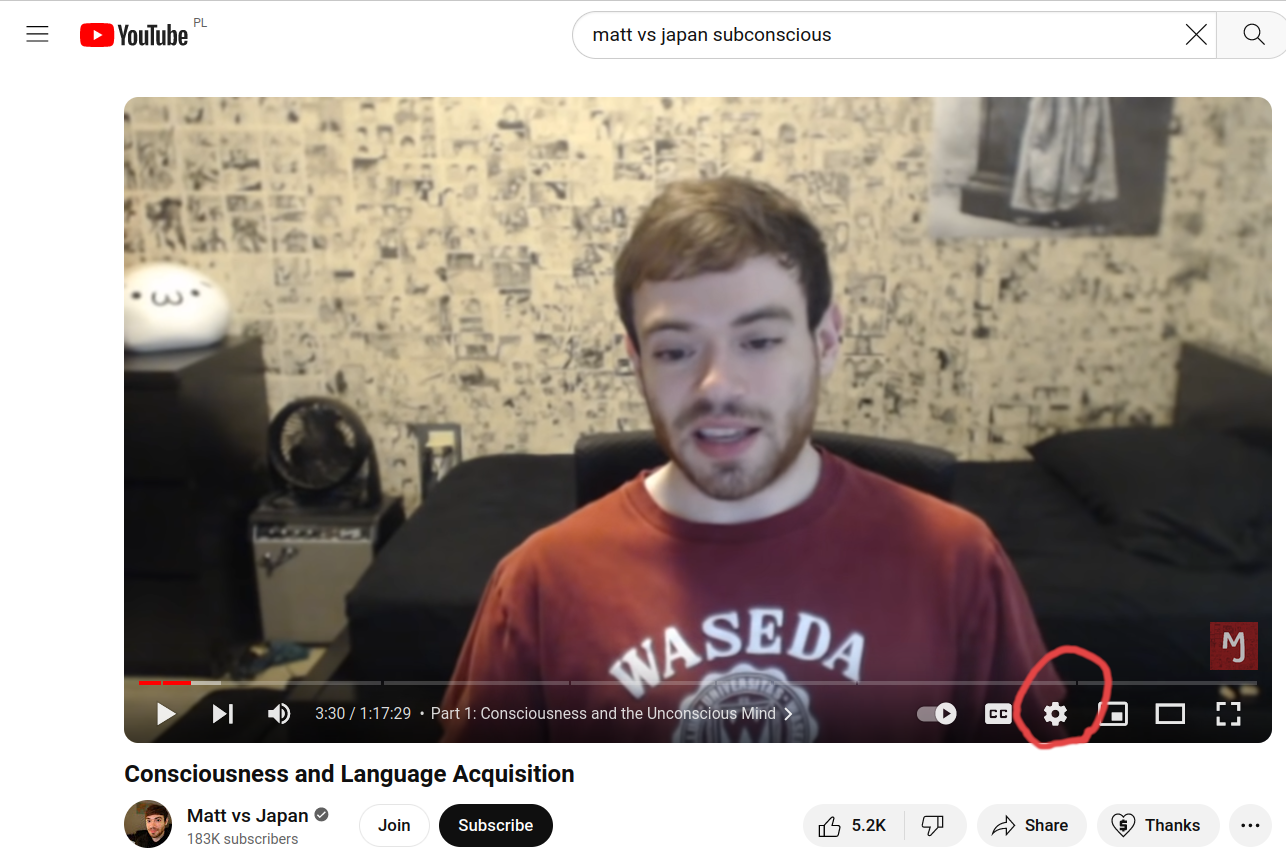 YouTube PL
matt vs japan subconscious
WASEDA
MJ
3:30 / 1:17:29 • Part 1: Consciousness and the Unconscious Mind
CC
Consciousness and Language Acquisition
Matt vs Japan
183K subscribers
Join
Subscribe
5.2K
Share
Thanks